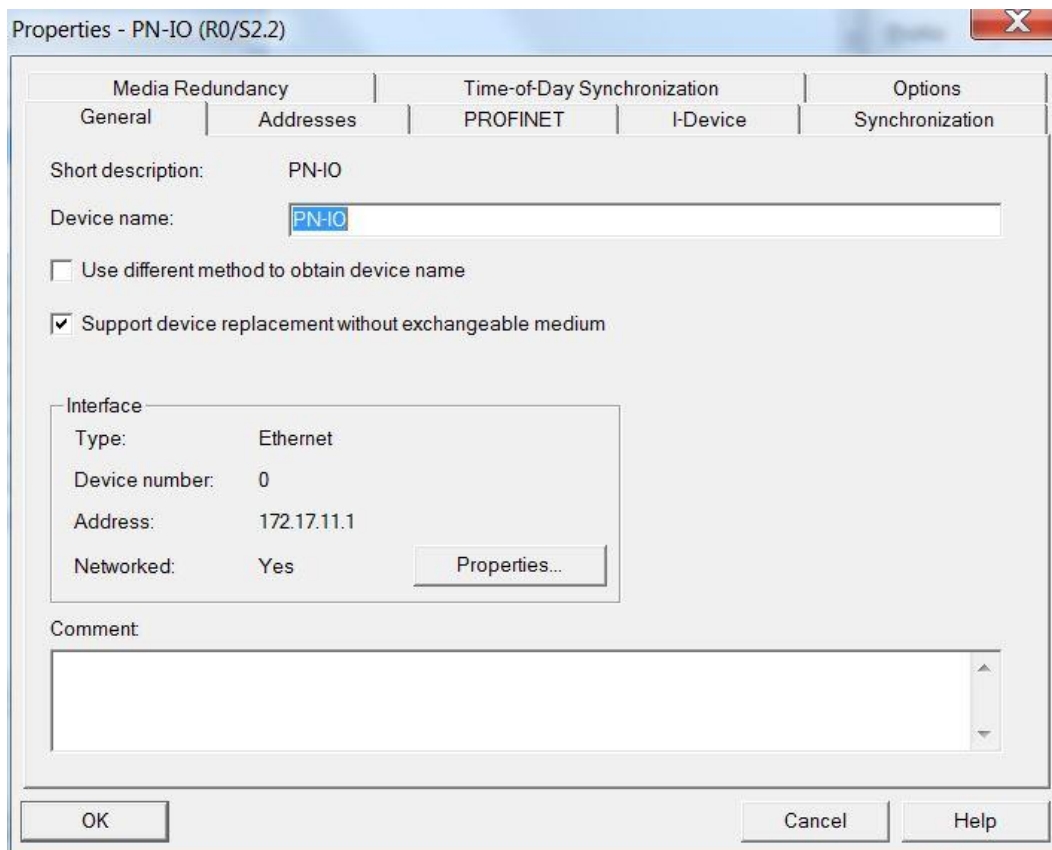 Properties - PN-IO (R0/S2.2)
Media Redundancy Time-of-Day Synchronization Options
General Addresses PROFINET I-Device Synchronization
Short description: PN-IO
Device name: PN-IO
Use different method to obtain device name
Support device replacement without exchangeable medium
Interface
Type: Ethernet
Device number: 0
Address: 172.17.11.1
Networked: Yes Properties...
Comment:
OK Cancel Help